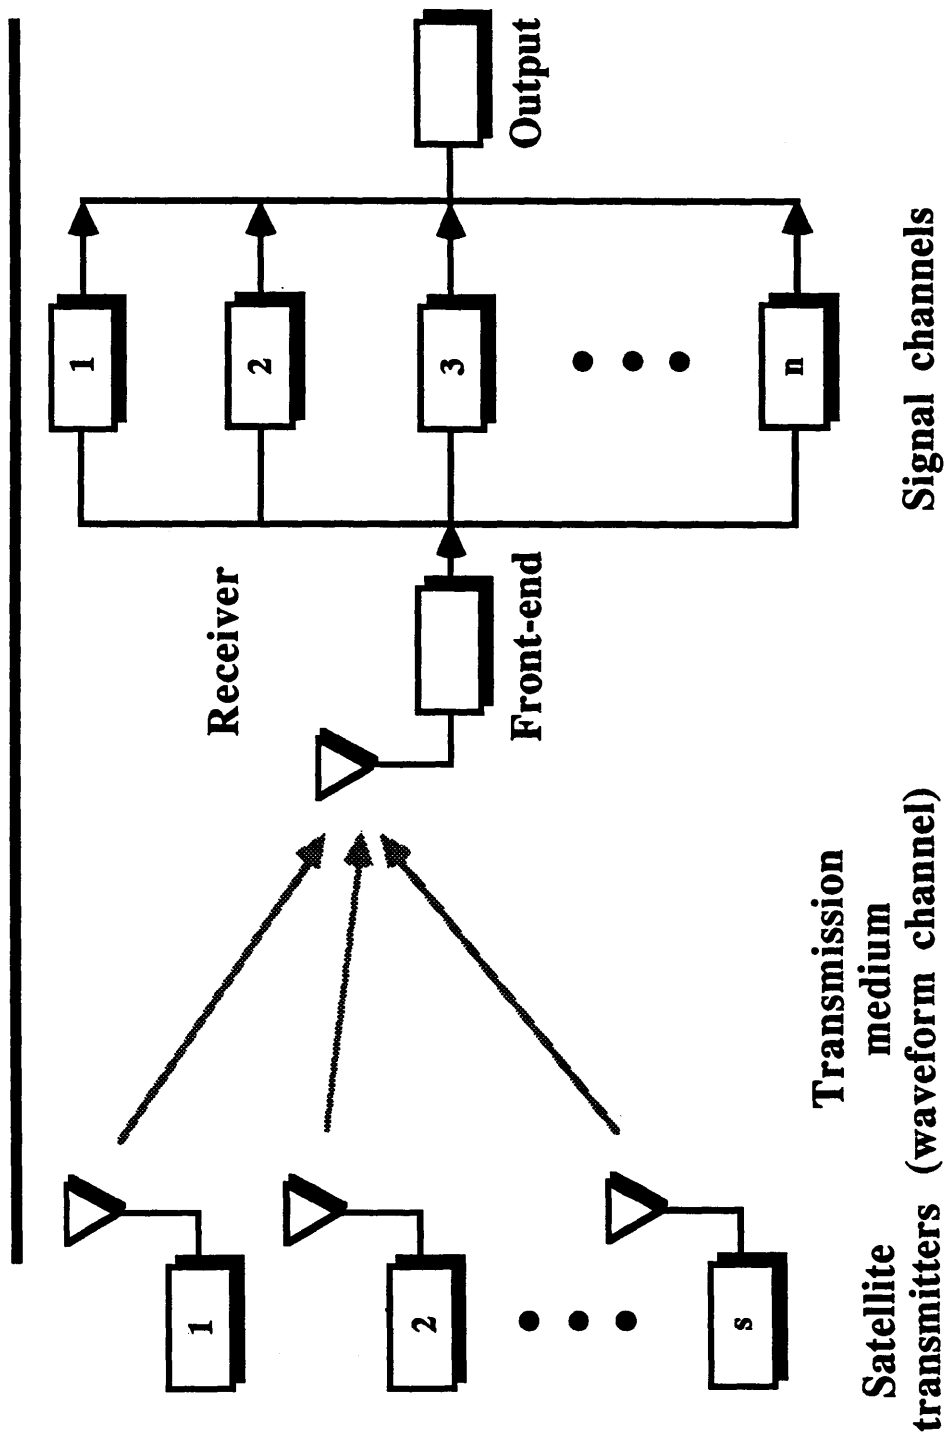 Receiver
1
2
3
n
1
2
s
Front-end
Output
Satellite
transmitters
Transmission
medium
(waveform channel)
Signal channels